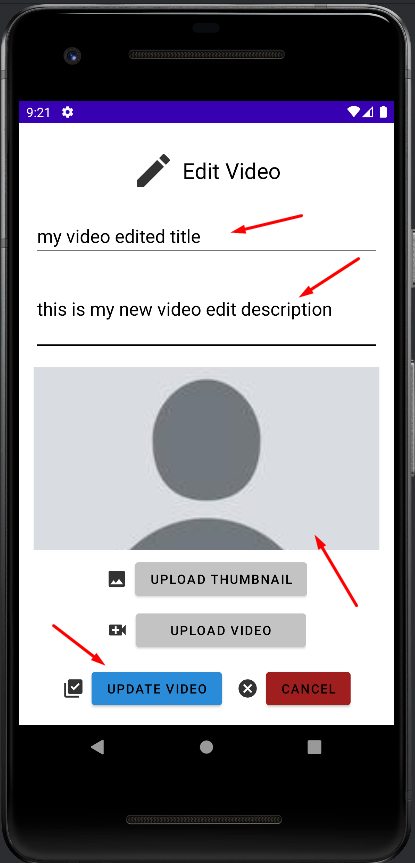 9:21
Edit Video
my video edited title
this is my new video edit description
UPLOAD THUMBNAIL
UPLOAD VIDEO
UPDATE VIDEO CANCEL